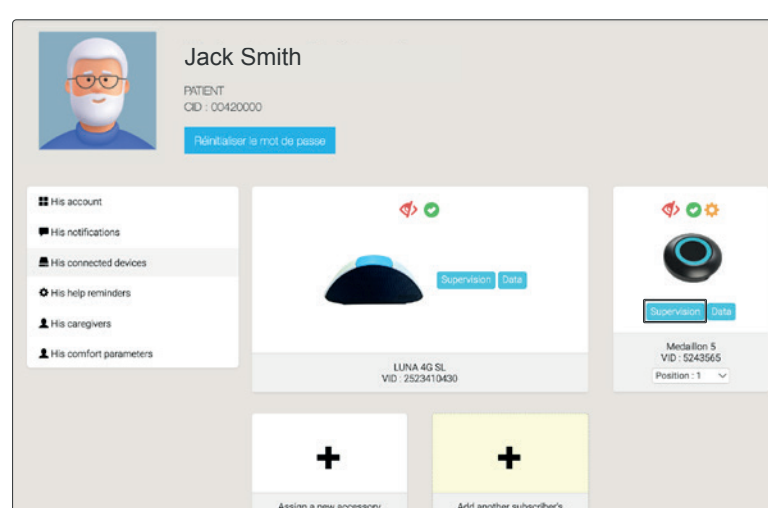 Jack Smith
PATIENT
CID : 00420000
Réinitialiser le mot de passe
His account
His notifications
His connected devices
His help reminders
His caregivers
His comfort parameters
Supervision Data
LUNA 4G SL
VID : 2523410430
Supervision Data
Medaillon 5
VID : 5243565
Position : 1
Assign a new accessory
Add another subscriber's